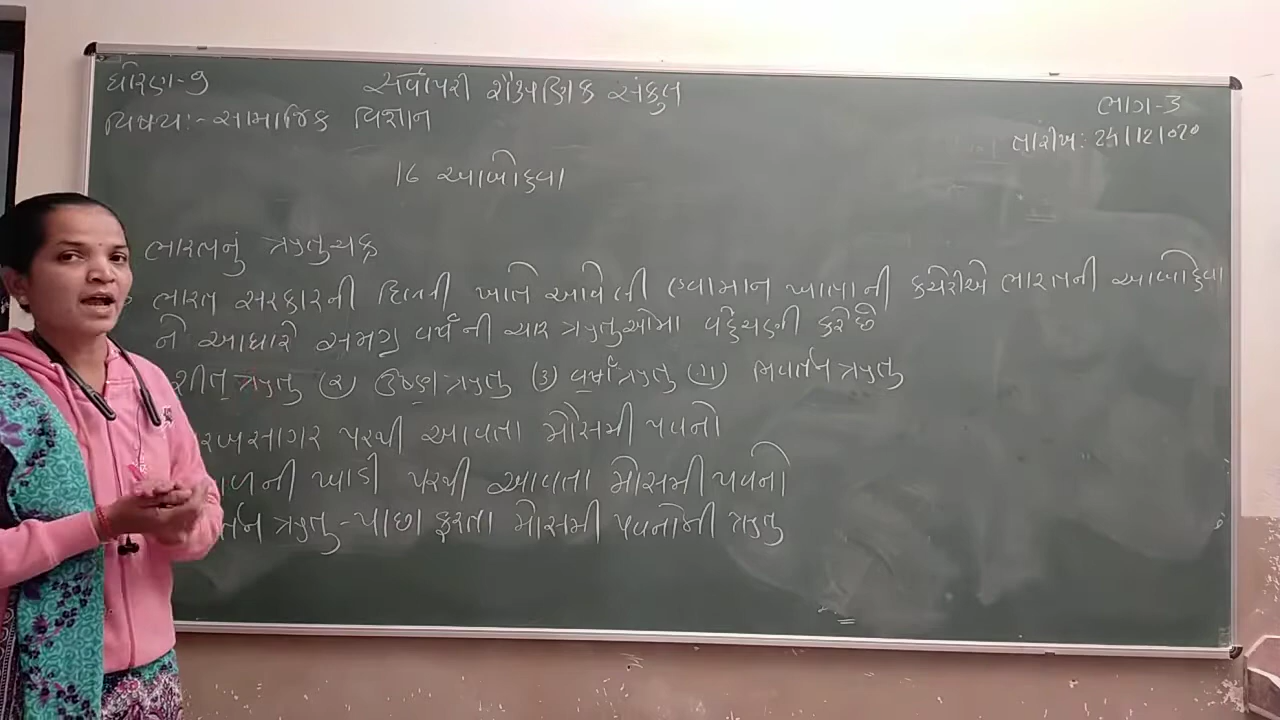 ધોરણ-9
સર્વોપરી શૈક્ષણિક સંકુલ
ભાગ-3
વિષય:- સામાજિક વિજ્ઞાન
તારીખ: 24/12/2020
16 આબોહવા
ભારતનું ઋતુચક્ર
ભારત સરકારની દિલ્લી ખાતે આવેલી હવામાન ખાતાની કચેરીએ ભારતની આબોહવા
ને આધારે સમગ્ર વર્ષની ચાર ઋતુઓમાં વહેંચણી કરી છે
શીત ઋતુ (૨) ઉષ્ણ ઋતુ (૩) વર્ષા ઋતુ (૪) નિવર્તન ઋતુ
રબસાગર પરથી આવતા મોસમી પવનો
ળની ખાડી પરથી આવતા મોસમી પવનો
ર્તન ઋતુ - પાછા ફરતા મોસમી પવનોની ઋતુ